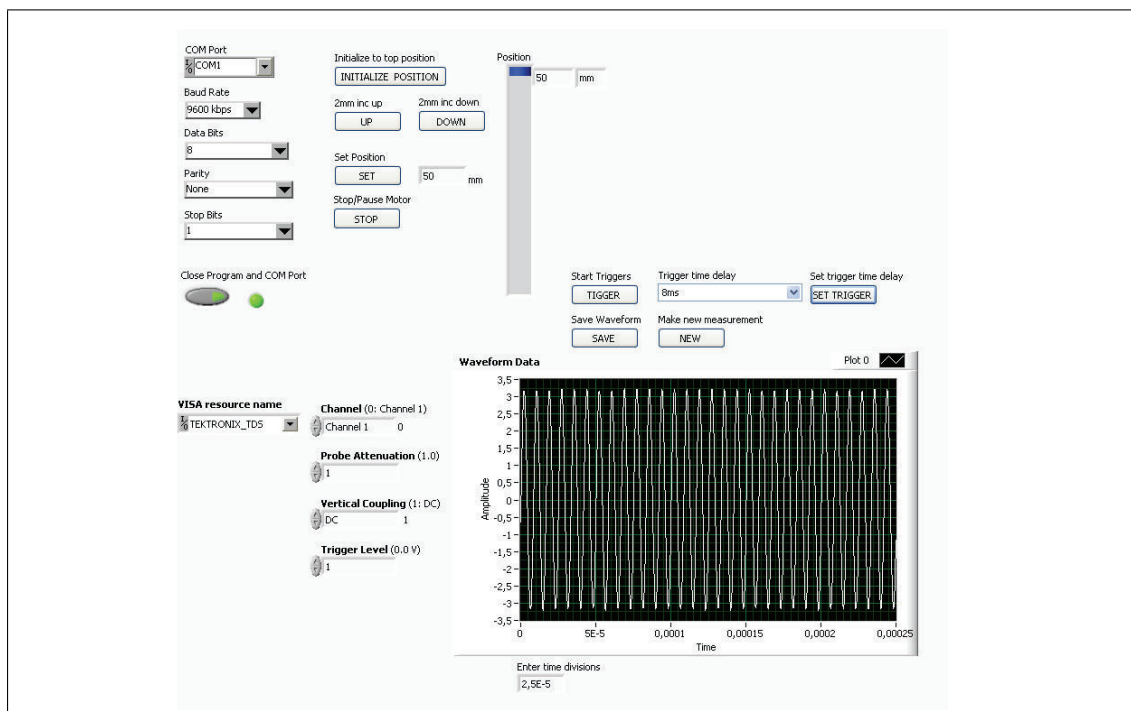 COM Port
COM1
Baud Rate
9600 kbps
Data Bits
8
Parity
None
Stop Bits
1
Close Program and COM Port
Initialize to top position
INITIALIZE POSITION
2mm inc up
2mm inc down
UP
DOWN
Set Position
SET
50
mm
Stop/Pause Motor
STOP
Position
50
mm
Start Triggers
Trigger time delay
Set trigger time delay
TIGGER
8ms
SET TRIGGER
Save Waveform
Make new measurement
SAVE
NEW
VISA resource name
TEKTRONIX_TDS
Channel (0: Channel 1)
Channel 1 0
Probe Attenuation (1.0)
1
Vertical Coupling (1: DC)
DC 1
Trigger Level (0.0 V)
1
Waveform Data
Plot 0
Amplitude
3,5
3
2,5
2
1,5
1
0,5
0
-0,5
-1
-1,5
-2
-2,5
-3
-3,5
0 5E-5 0,0001 0,00015 0,0002 0,00025
Time
Enter time divisions
2,5E-5